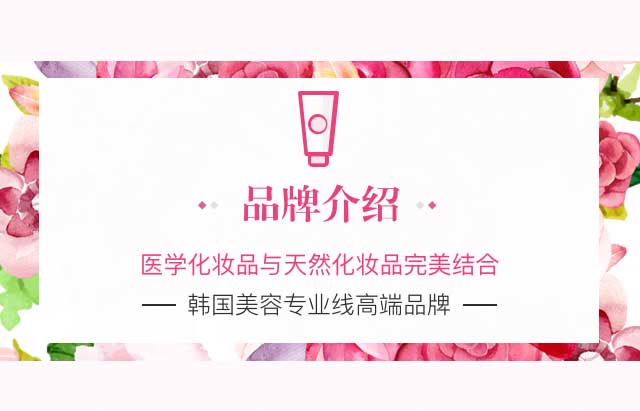 品牌介绍
医学化妆品与天然化妆品完美结合
韩国美容专业线高端品牌